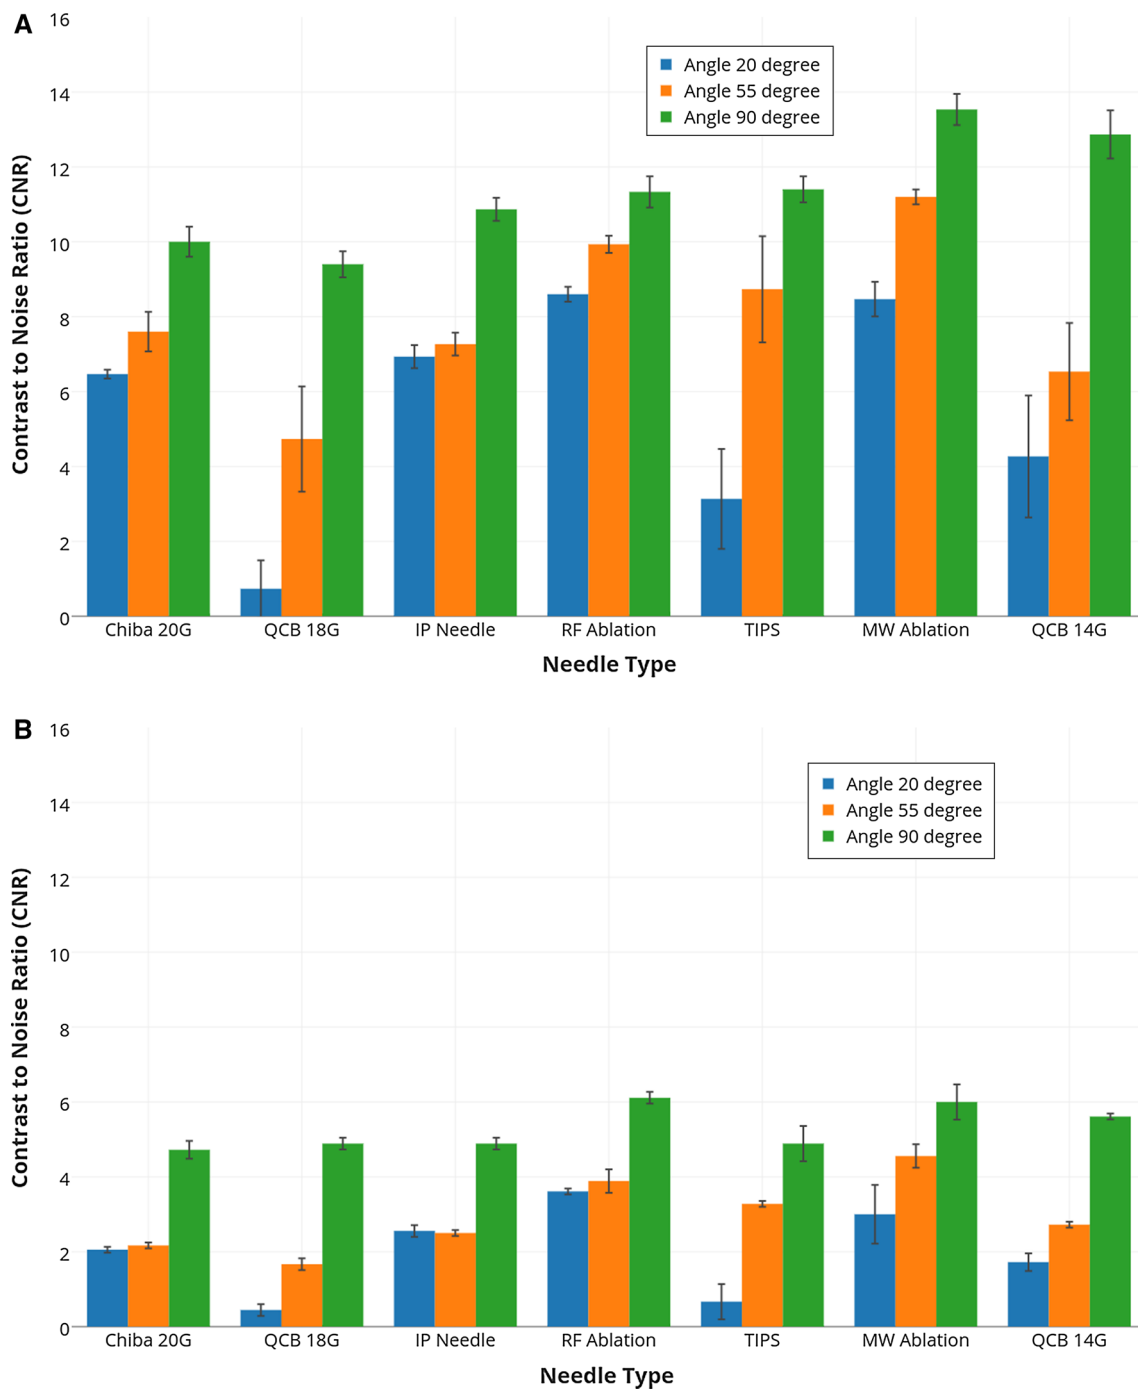 A
16
14
12
10
8
6
4
2
0
Contrast to Noise Ratio (CNR)
Angle 20 degree
Angle 55 degree
Angle 90 degree
Chiba 20G QCB 18G IP Needle RF Ablation TIPS MW Ablation QCB 14G
Needle Type
B
16
14
12
10
8
6
4
2
0
Contrast to Noise Ratio (CNR)
Angle 20 degree
Angle 55 degree
Angle 90 degree
Chiba 20G QCB 18G IP Needle RF Ablation TIPS MW Ablation QCB 14G
Needle Type